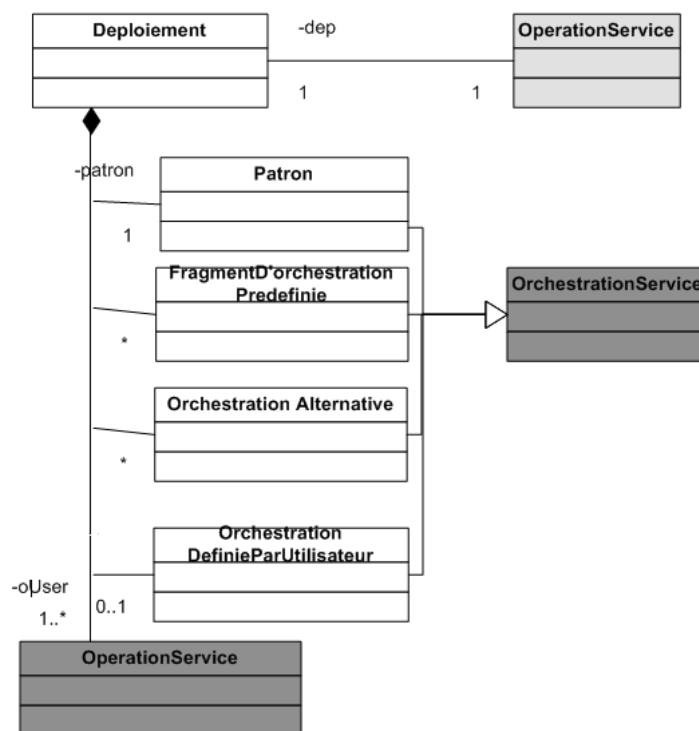 Deploiement
-dep
OperationService
1
1
-patron
Patron
1
FragmentD'orchestration
Predefinie
OrchestrationService
*
Orchestration Alternative
*
Orchestration
DefinieParUtilisateur
-oUser
0..1
1..*
OperationService